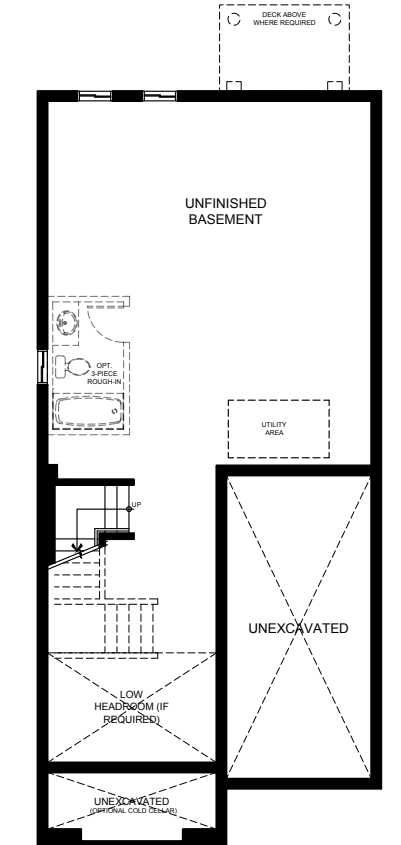 DECK ABOVE
WHERE REQUIRED
UNFINISHED
BASEMENT
OPT.
3-PIECE
ROUGH-IN
UTILITY
AREA
UP
UNEXCAVATED
LOW
HEADROOM (IF
REQUIRED)
UNEXCAVATED
(OPTIONAL COLD CELLAR)